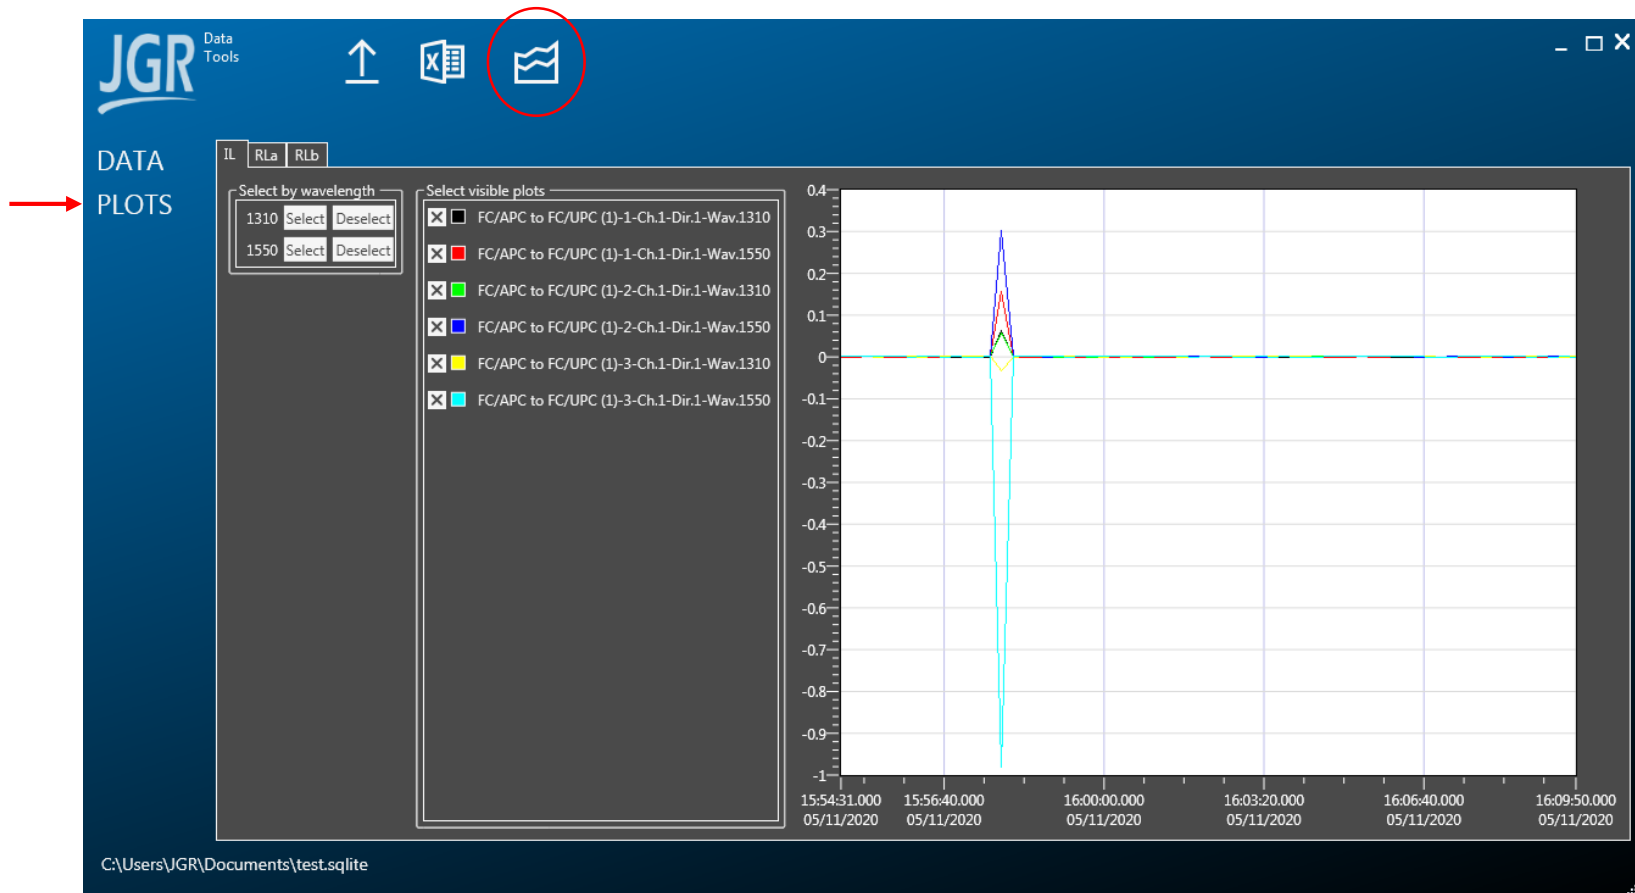 JGR Data
Tools
DATA
PLOTS
IL RLa RLb
Select by wavelength
1310 Select Deselect
1550 Select Deselect
Select visible plots
FC/APC to FC/UPC (1)-1-Ch.1-Dir.1-Wav.1310
FC/APC to FC/UPC (1)-1-Ch.1-Dir.1-Wav.1550
FC/APC to FC/UPC (1)-2-Ch.1-Dir.1-Wav.1310
FC/APC to FC/UPC (1)-2-Ch.1-Dir.1-Wav.1550
FC/APC to FC/UPC (1)-3-Ch.1-Dir.1-Wav.1310
FC/APC to FC/UPC (1)-3-Ch.1-Dir.1-Wav.1550
0.4
0.3
0.2
0.1
0
-0.1
-0.2
-0.3
-0.4
-0.5
-0.6
-0.7
-0.8
-0.9
-1
15:54:31.000 15:56:40.000 16:00:00.000 16:03:20.000 16:06:40.000 16:09:50.000
05/11/2020 05/11/2020 05/11/2020 05/11/2020 05/11/2020 05/11/2020
C:\Users\JGR\Documents\test.sqlite